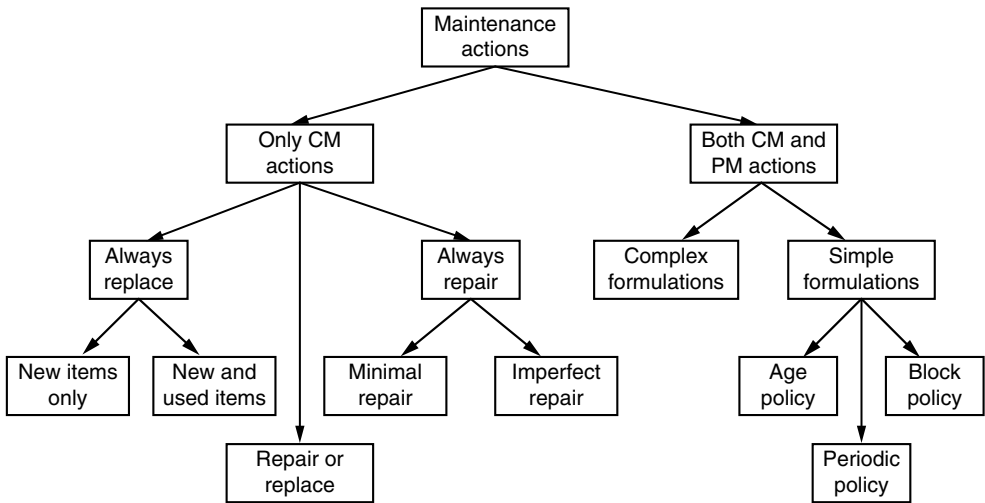 Maintenance
actions
Only CM
actions
Both CM and
PM actions
Always
replace
Always
repair
Complex
formulations
Simple
formulations
New items
only
New and
used items
Minimal
repair
Imperfect
repair
Age
policy
Block
policy
Repair or
replace
Periodic
policy